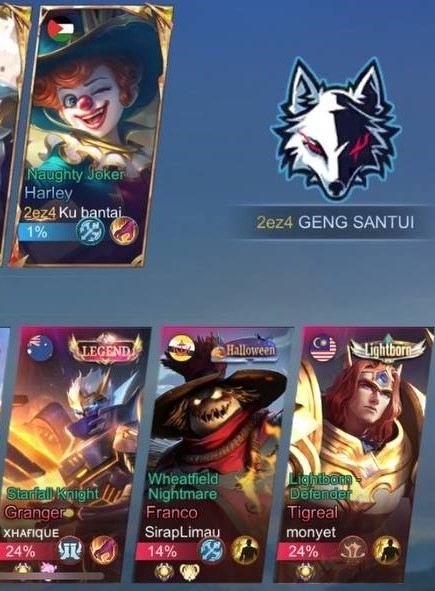 Naughty Joker
Harley
2ez4 Ku bantai
1%
2ez4 GENG SANTUI
LEGEND
Starfall Knight
Granger
XHAFIQUE
24%
Halloween
Wheatfield
Nightmare
Franco
SirapLimau
14%
Lightborn
Lightborn -
Defender
Tigreal
monyet
24%